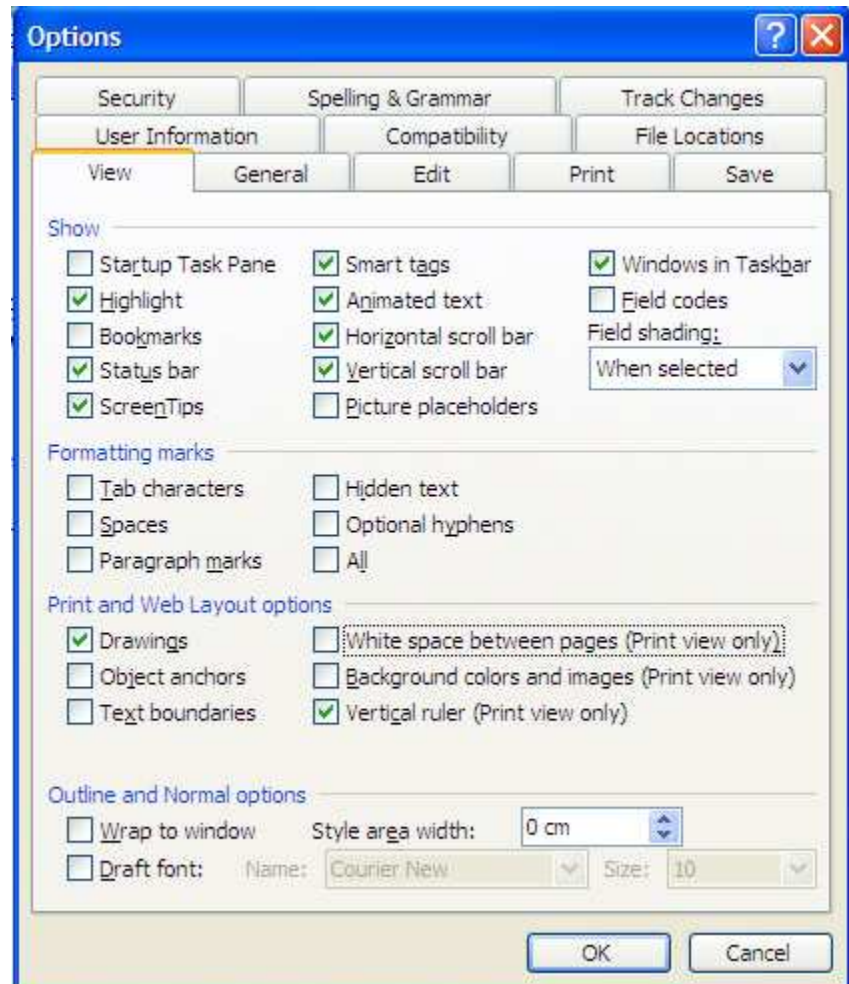 Options
Security Spelling & Grammar Track Changes
User Information Compatibility File Locations
View General Edit Print Save
Show
Startup Task Pane Smart tags Windows in Taskbar
Highlight Animated text Field codes
Bookmarks Horizontal scroll bar Field shading:
Status bar Vertical scroll bar When selected
ScreenTips Picture placeholders
Formatting marks
Tab characters Hidden text
Spaces Optional hyphens
Paragraph marks All
Print and Web Layout options
Drawings White space between pages (Print view only)
Object anchors Background colors and images (Print view only)
Text boundaries Vertical ruler (Print view only)
Outline and Normal options
Wrap to window Style area width: 0 cm
Draft font: Name: Courier New Size: 10
OK Cancel